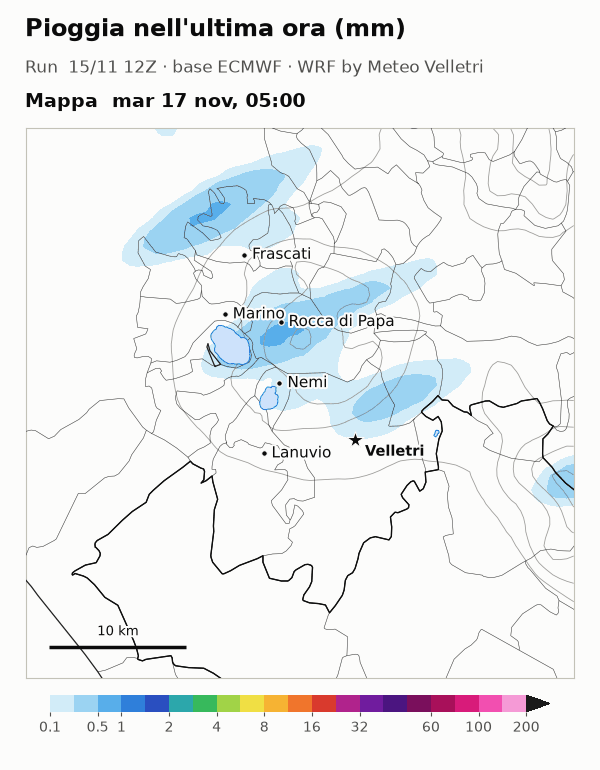 Pioggia nell'ultima ora (mm)
Run  15/11 12Z · base ECMWF · WRF by Meteo Velletri
Mappa  mar 17 nov, 05:00
Frascati
Marino
Rocca di Papa
Nemi
Velletri
Lanuvio
10 km
0.1 0.5 1 2 4 8 16 32 60 100 200